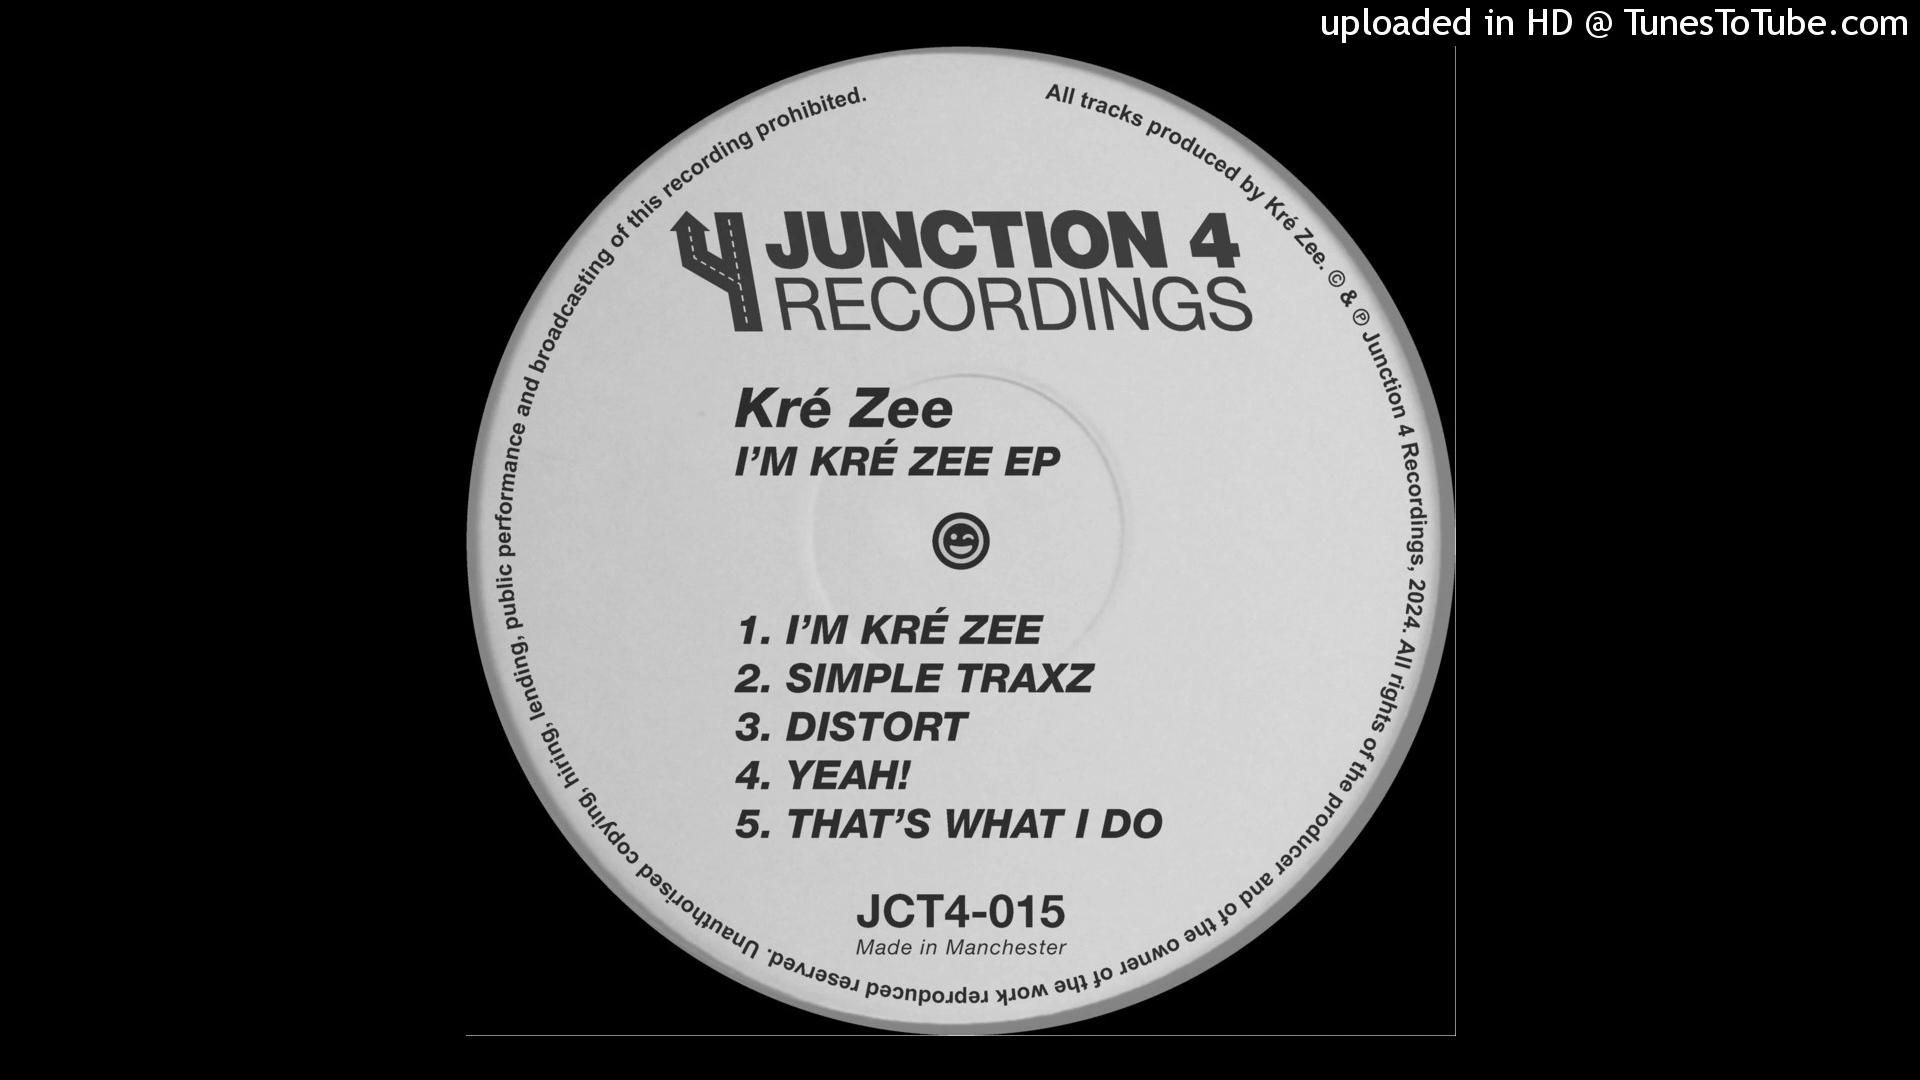 uploaded in HD @ TunesToTube.com
All tracks produced by Kré Zee. © & ℗ Junction 4 Recordings, 2024. All rights of the producer and of the owner of the work reproduced reserved. Unauthorised copying, hiring, lending, public performance and broadcasting of this recording prohibited.
JUNCTION 4
RECORDINGS
Kré Zee
I'M KRÉ ZEE EP
1. I'M KRÉ ZEE
2. SIMPLE TRAXZ
3. DISTORT
4. YEAH!
5. THAT'S WHAT I DO
JCT4-015
Made in Manchester